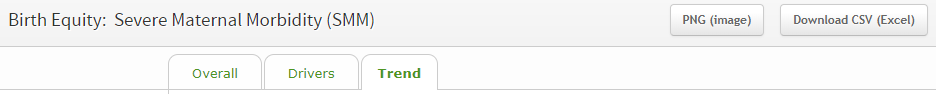 Birth Equity: Severe Maternal Morbidity (SMM) PNG (image) Download CSV (Excel)
Overall Drivers Trend